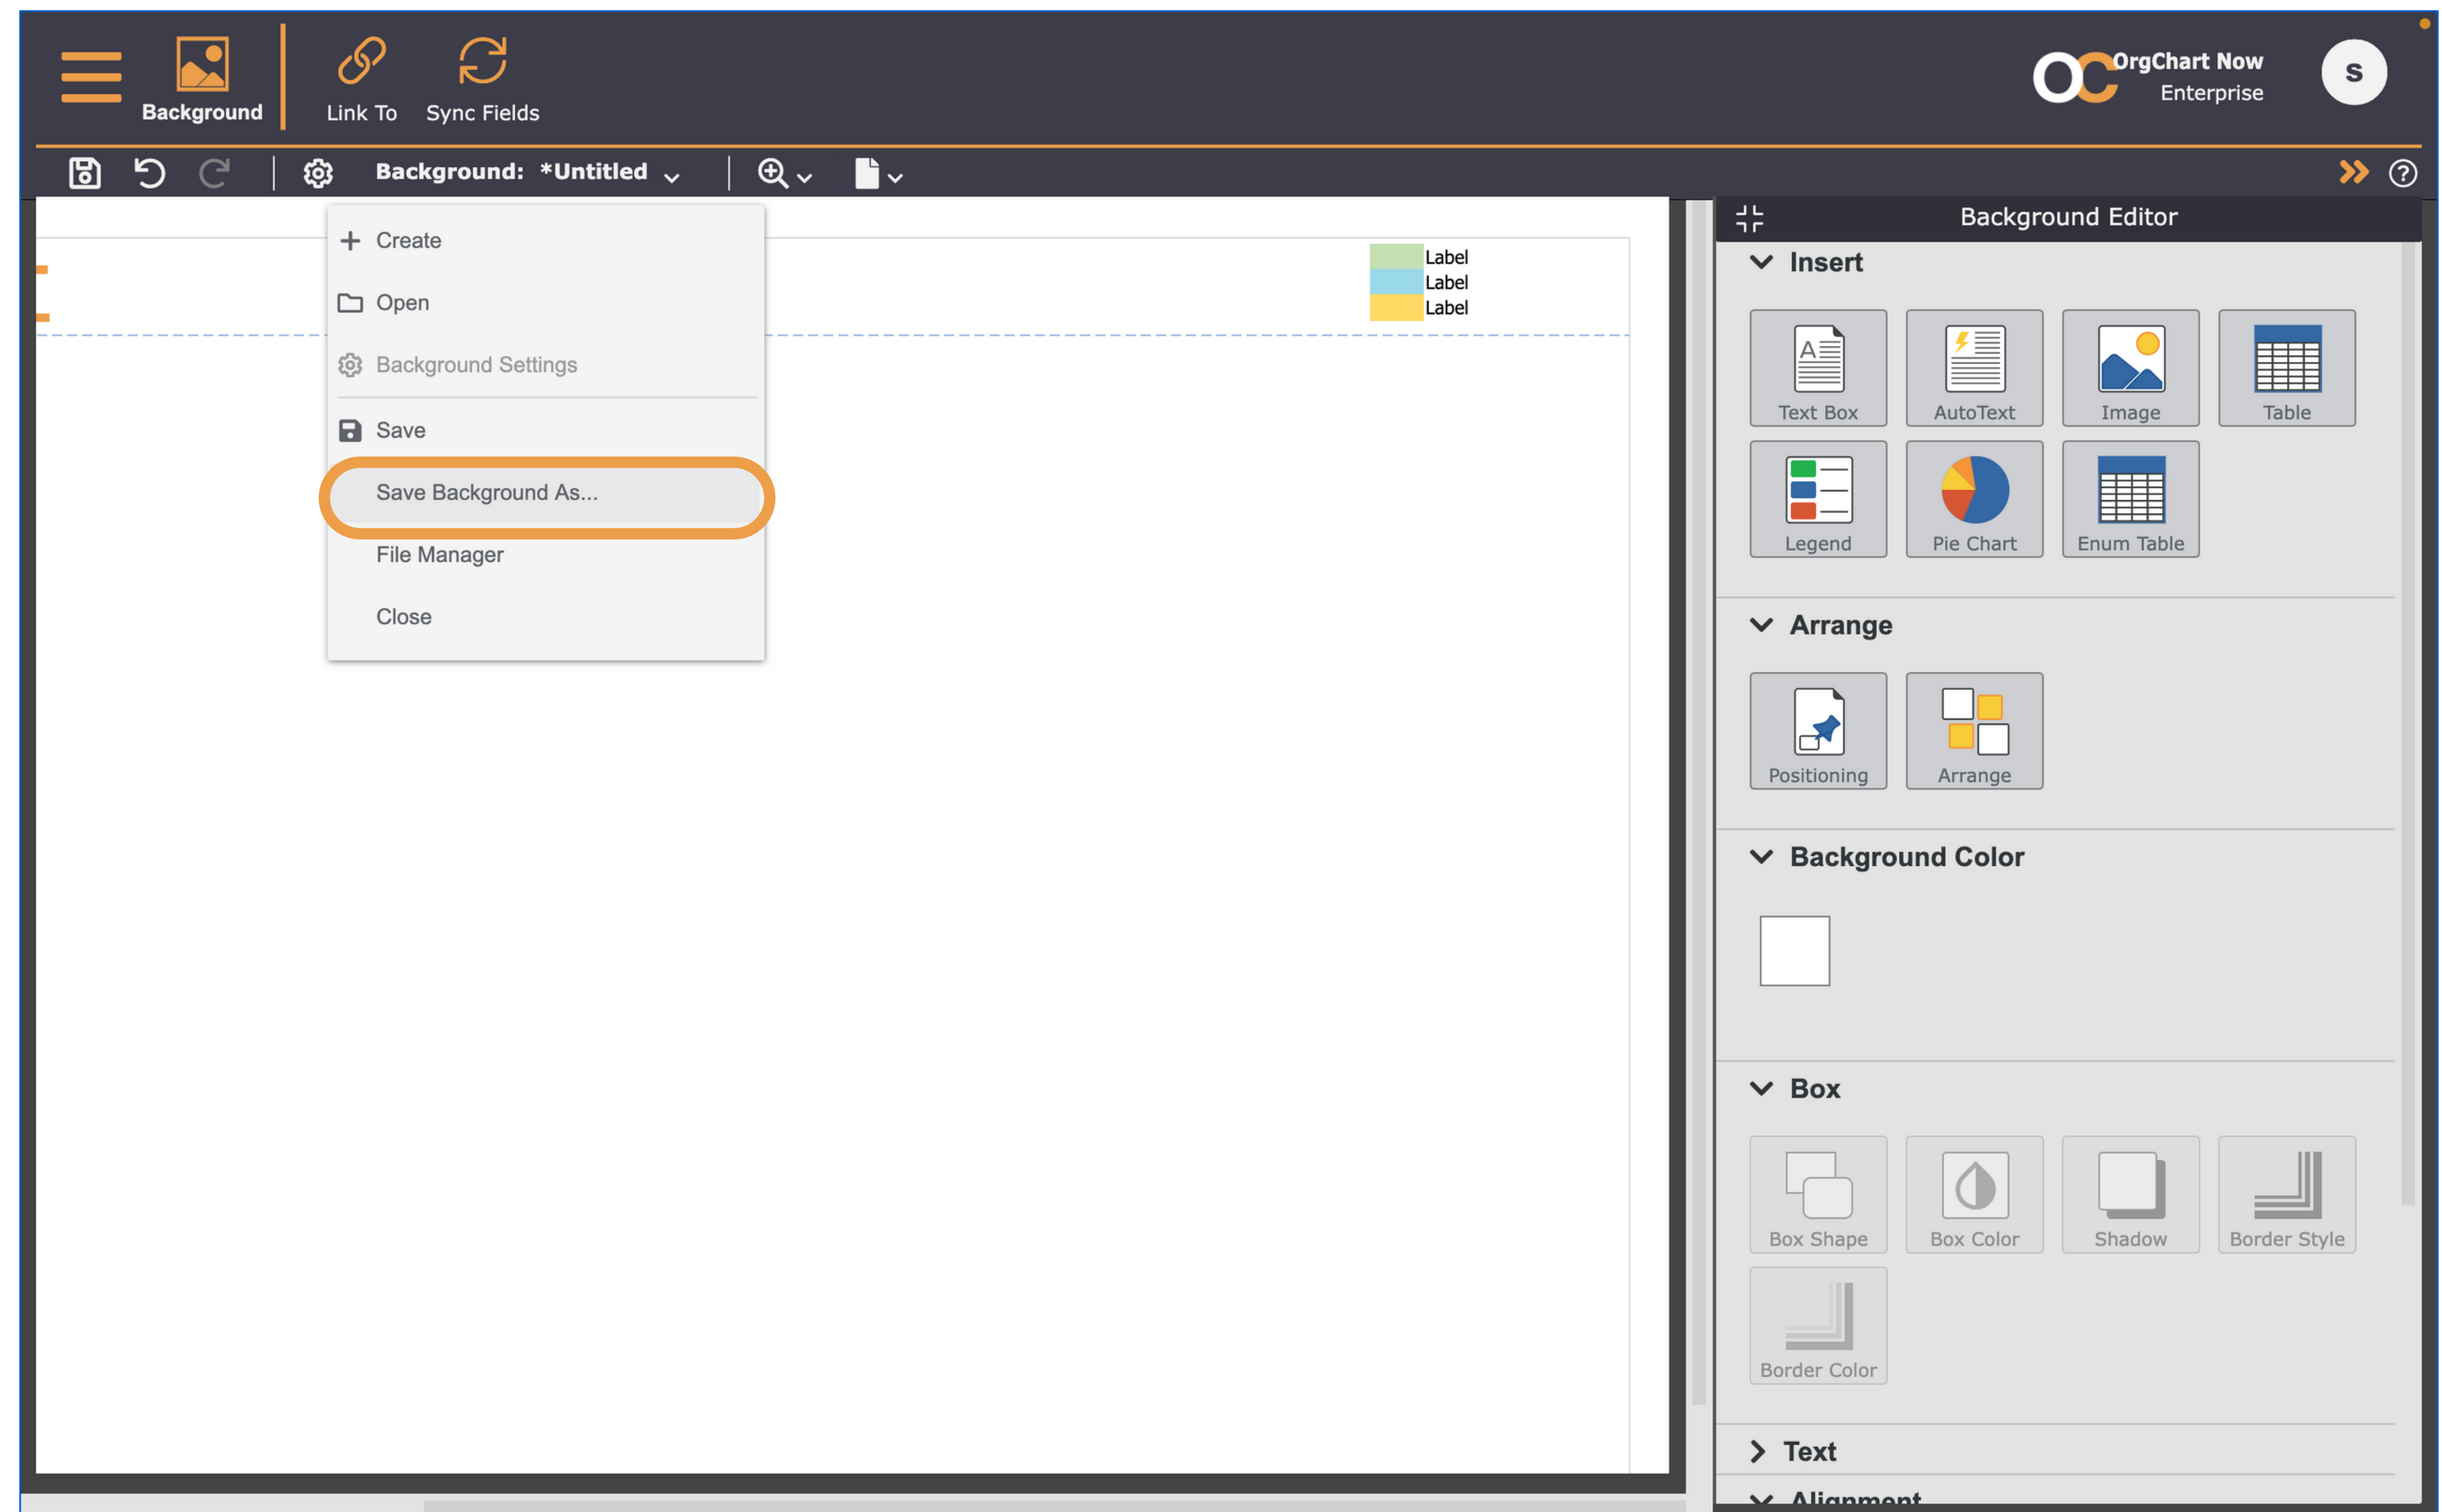 Background
Link To
Sync Fields
OC
OrgChart Now
Enterprise
S
Background: *Untitled
Create
Open
Background Settings
Save
Save Background As...
File Manager
Close
Label
Label
Label
Background Editor
Insert
Text Box
AutoText
Image
Table
Legend
Pie Chart
Enum Table
Arrange
Positioning
Arrange
Background Color
Box
Box Shape
Box Color
Shadow
Border Style
Border Color
Text
Alignment